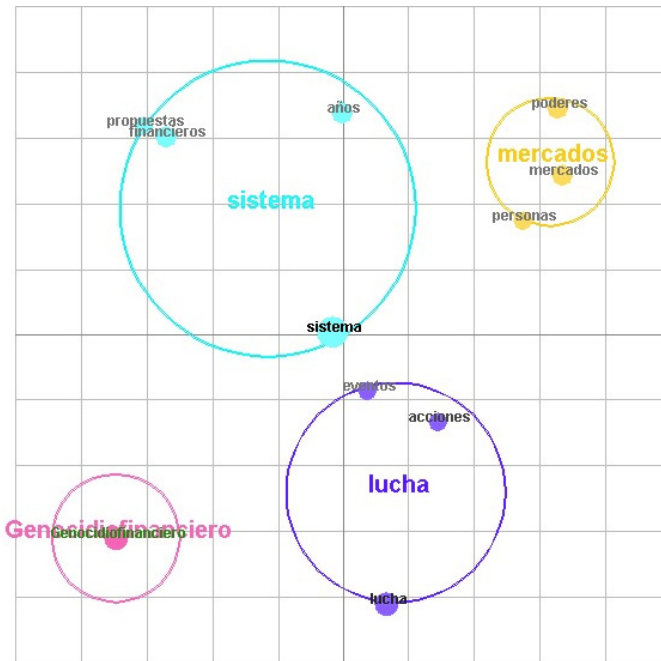 poderes
años
propuestas
financieros
mercados
mercados
sistema
personas
sistema
eventos
acciones
lucha
Genocidiofinanciero
Genocidiofinanciero
lucha